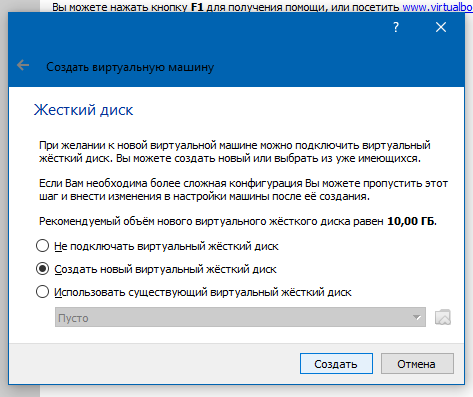 Вы можете нажать кнопку F1 для получения помощи, или посетить www.virtualbo
?
Создать виртуальную машину
Жесткий диск
При желании к новой виртуальной машине можно подключить виртуальный
жёсткий диск. Вы можете создать новый или выбрать из уже имеющихся.
Если Вам необходима более сложная конфигурация Вы можете пропустить этот
шаг и внести изменения в настройки машины после её создания.
Рекомендуемый объём нового виртуального жёсткого диска равен 10,00 ГБ.
Не подключать виртуальный жёсткий диск
Создать новый виртуальный жёсткий диск
Использовать существующий виртуальный жёсткий диск
Пусто
Создать
Отмена